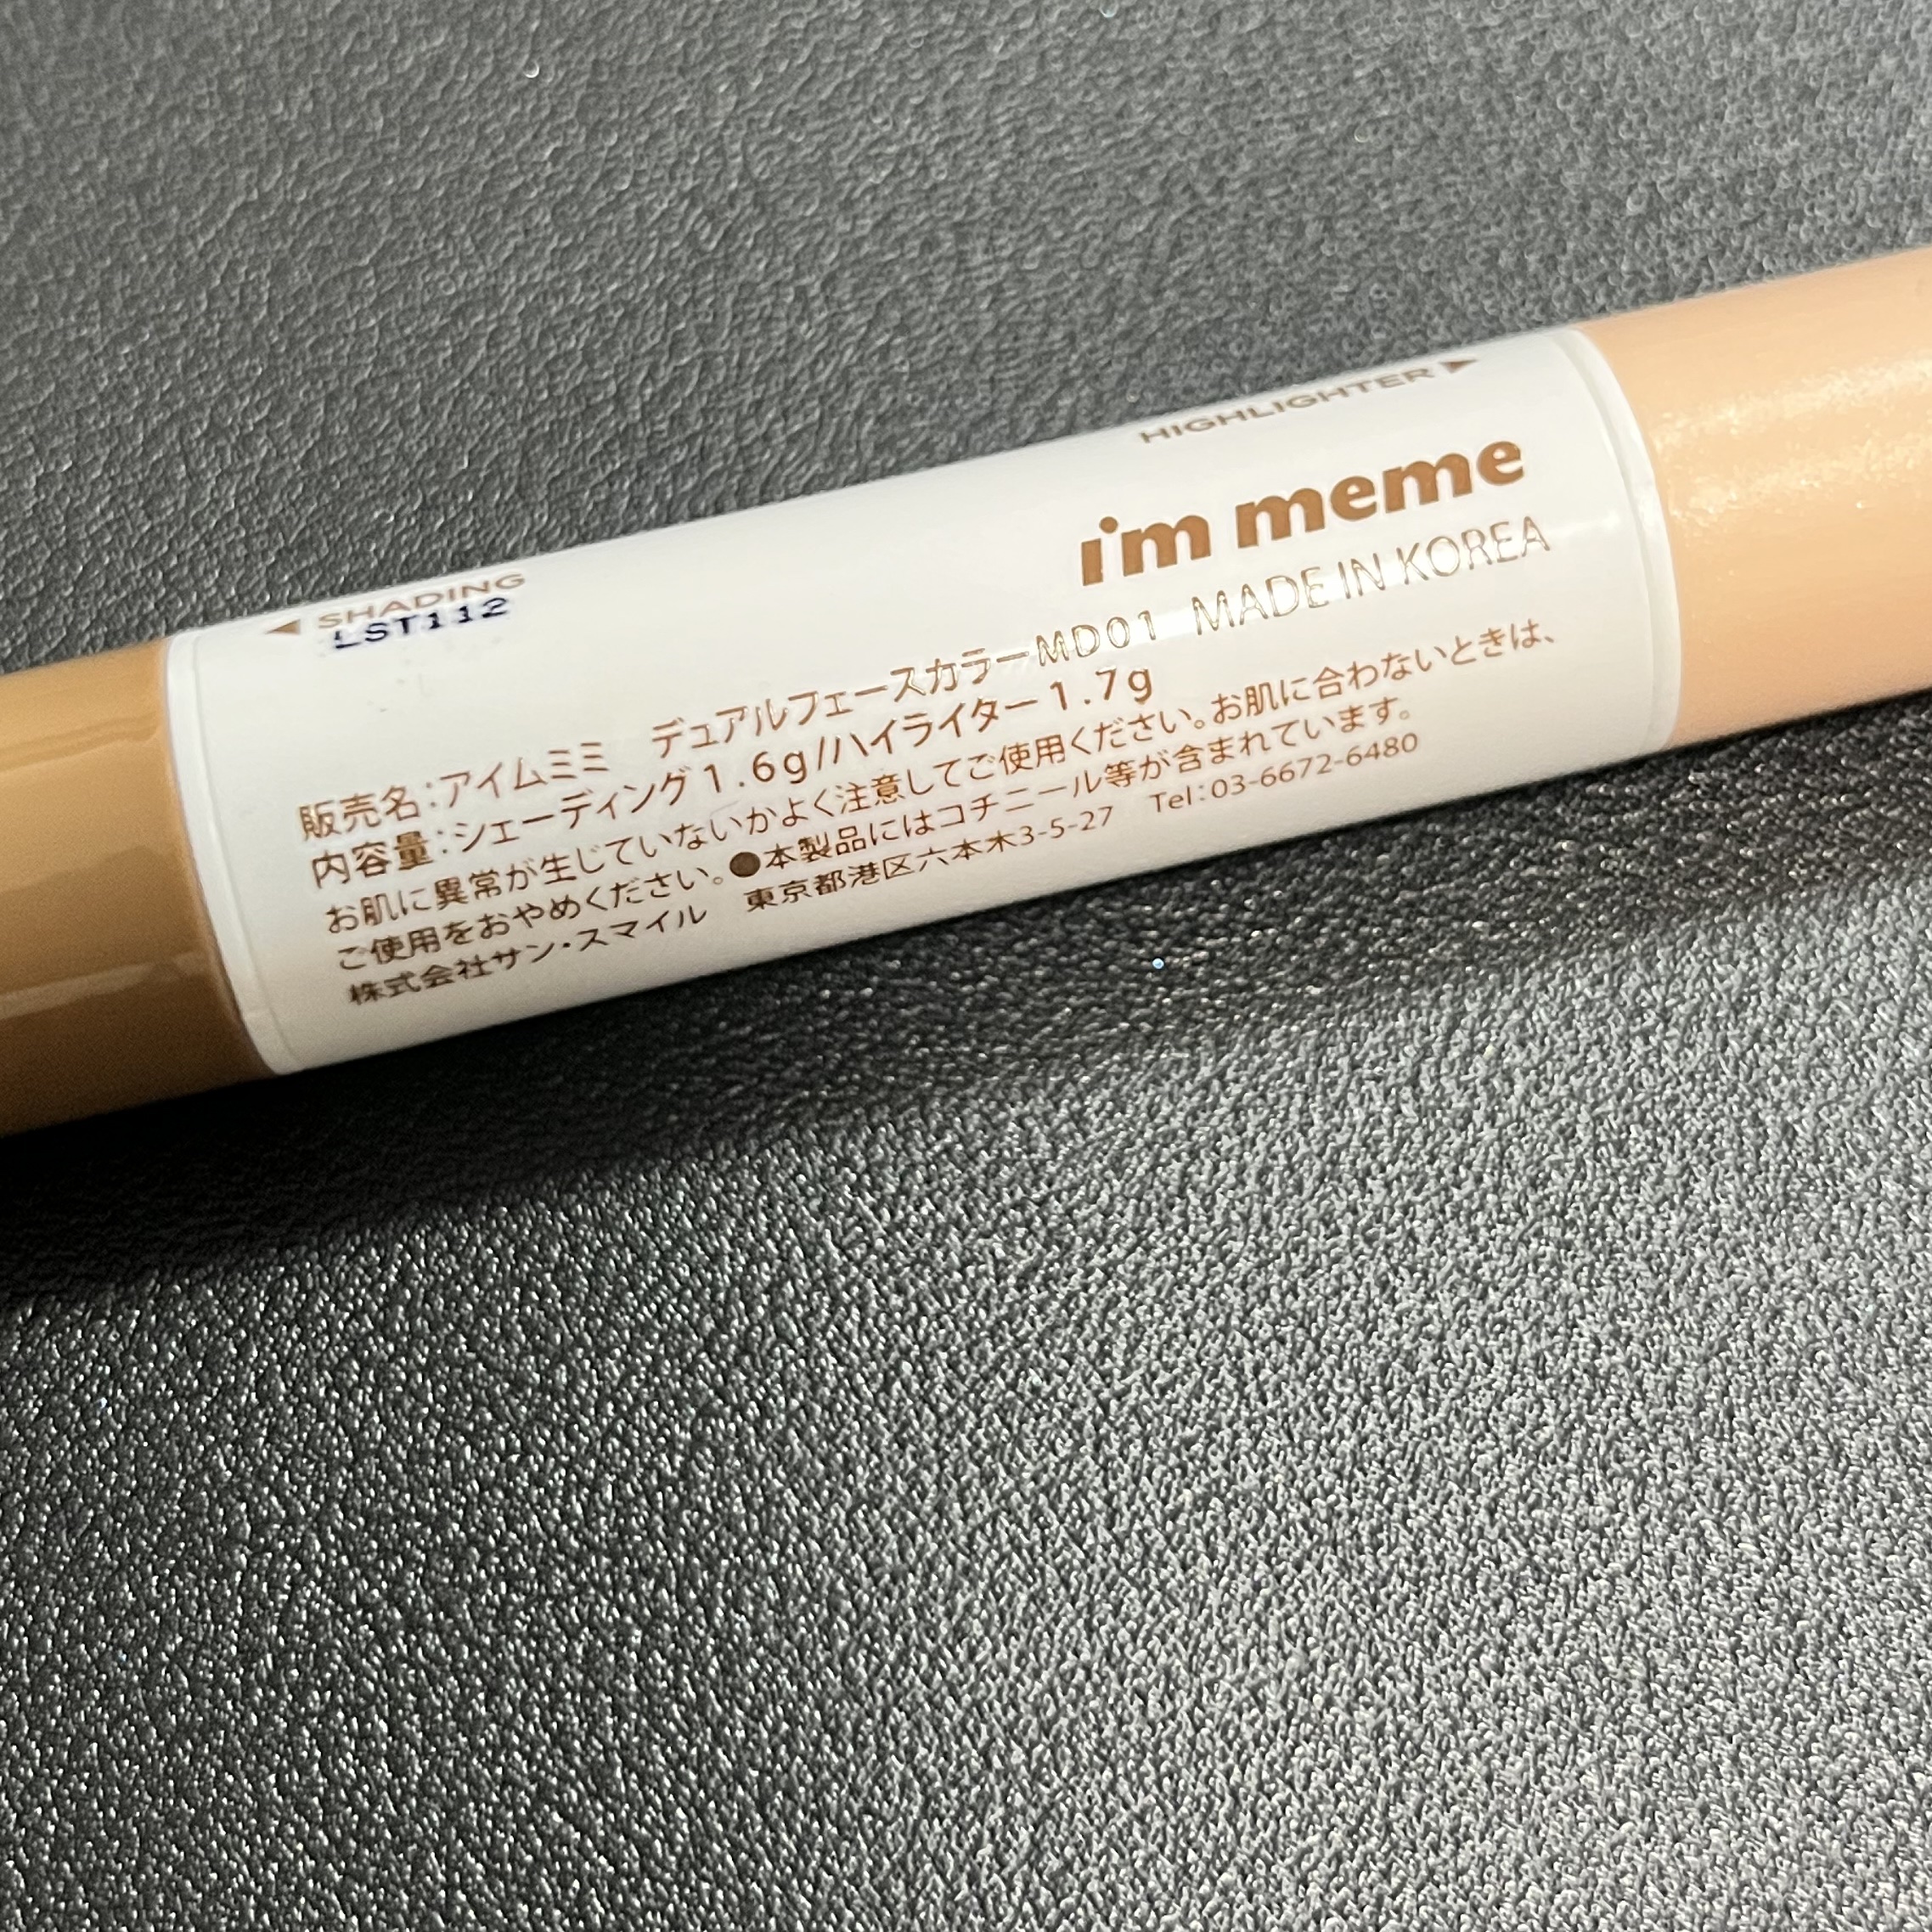 HIGHLIGHTER ▶
◀ SHADING
LST112
i'm meme
販売名:アイムミミ デュアルフェースカラーMD01 MADE IN KOREA
内容量:シェーディング1.6g//ハイライター1.7g
お肌に異常が生じていないかよく注意してご使用ください。お肌に合わないときは、
ご使用をおやめください。●本製品にはコチニール等が含まれています。
株式会社サン・スマイル 東京都港区六本木3-5-27 Tel:03-6672-6480